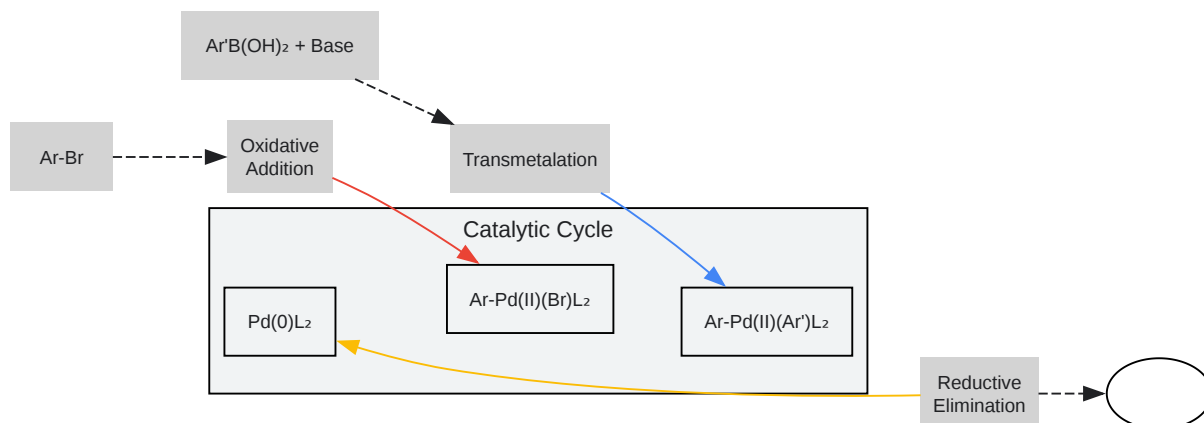 Ar'B(OH)₂ + Base
Ar-Br
Oxidative
Addition
Transmetalation
Catalytic Cycle
Ar-Pd(II)(Br)L₂
Pd(0)L₂
Ar-Pd(II)(Ar')L₂
Reductive
Elimination